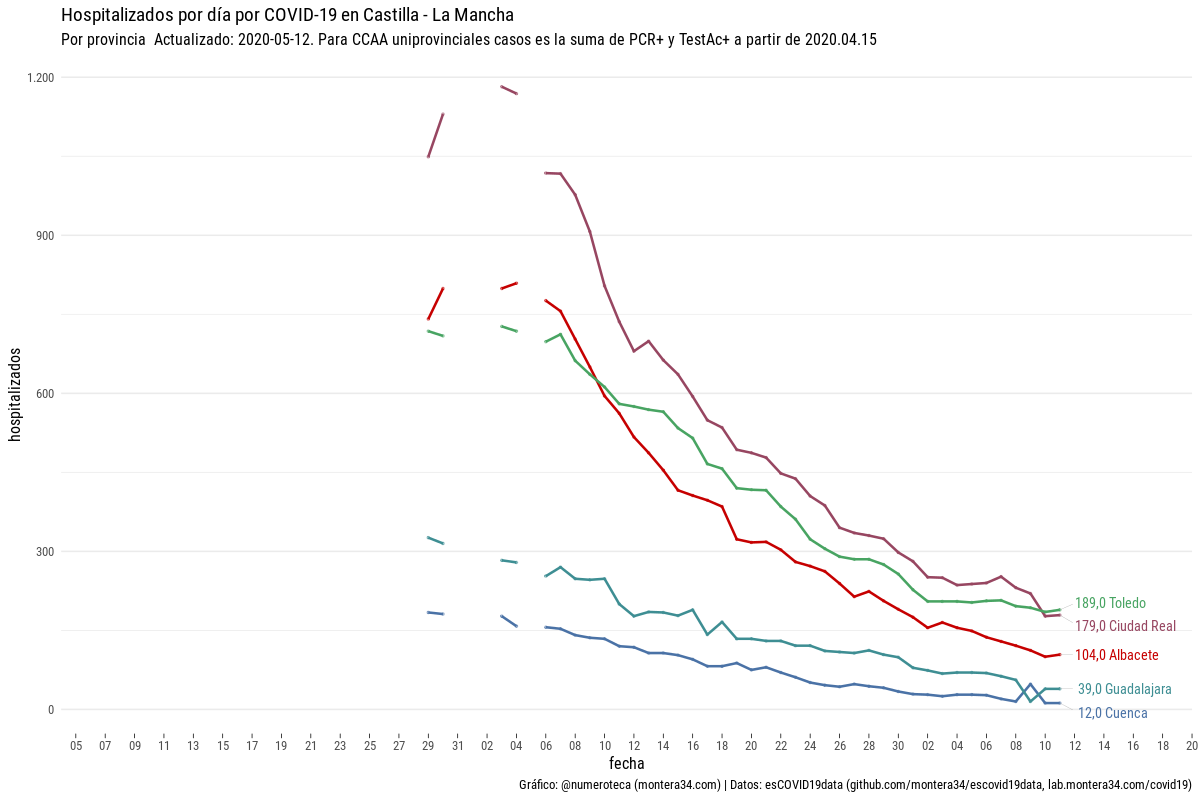 Hospitalizados por día por COVID-19 en Castilla - La Mancha
Por provincia  Actualizado: 2020-05-12. Para CCAA uniprovinciales casos es la suma de PCR+ y TestAc+ a partir de 2020.04.15
hospitalizados
1.200
900
600
300
0
189,0 Toledo
179,0 Ciudad Real
104,0 Albacete
39,0 Guadalajara
12,0 Cuenca
05 07 09 11 13 15 17 19 21 23 25 27 29 31 02 04 06 08 10 12 14 16 18 20 22 24 26 28 30 02 04 06 08 10 12 14 16 18 20
fecha
Gráfico: @numeroteca (montera34.com) | Datos: esCOVID19data (github.com/montera34/escovid19data, lab.montera34.com/covid19)